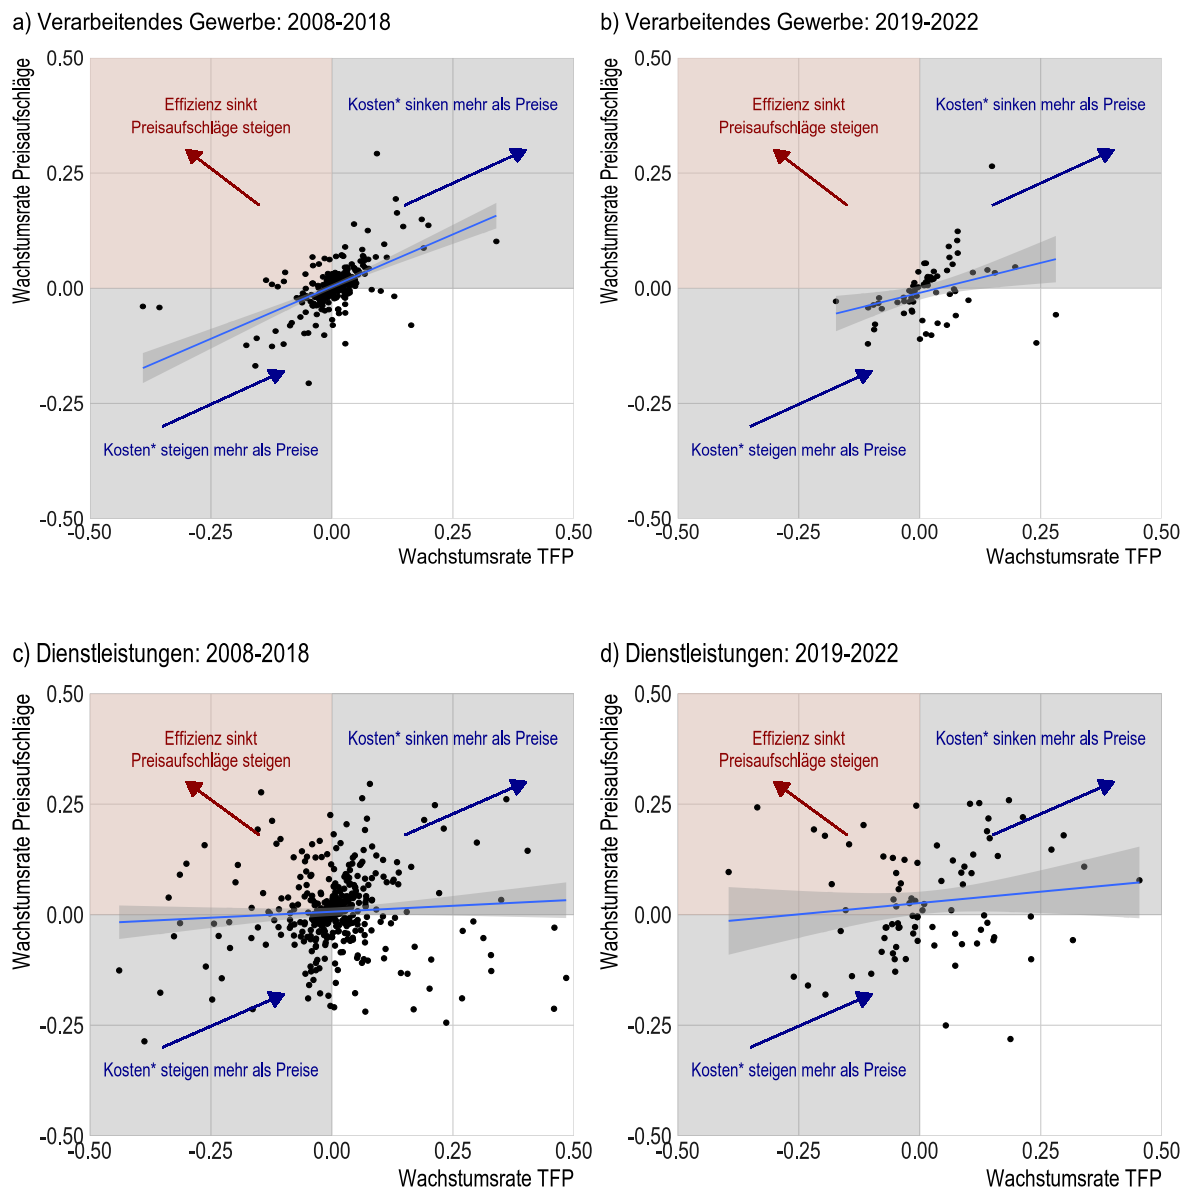 a) Verarbeitendes Gewerbe: 2008-2018
Wachstumsrate Preisaufschläge
0.50
0.25
0.00
-0.25
-0.50
Effizienz sinkt
Preisaufschläge steigen
Kosten* sinken mehr als Preise
Kosten* steigen mehr als Preise
-0.50 -0.25 0.00 0.25 0.50
Wachstumsrate TFP
b) Verarbeitendes Gewerbe: 2019-2022
Wachstumsrate Preisaufschläge
0.50
0.25
0.00
-0.25
-0.50
Effizienz sinkt
Preisaufschläge steigen
Kosten* sinken mehr als Preise
Kosten* steigen mehr als Preise
-0.50 -0.25 0.00 0.25 0.50
Wachstumsrate TFP
c) Dienstleistungen: 2008-2018
Wachstumsrate Preisaufschläge
0.50
0.25
0.00
-0.25
-0.50
Effizienz sinkt
Preisaufschläge steigen
Kosten* sinken mehr als Preise
Kosten* steigen mehr als Preise
-0.50 -0.25 0.00 0.25 0.50
Wachstumsrate TFP
d) Dienstleistungen: 2019-2022
Wachstumsrate Preisaufschläge
0.50
0.25
0.00
-0.25
-0.50
Effizienz sinkt
Preisaufschläge steigen
Kosten* sinken mehr als Preise
Kosten* steigen mehr als Preise
-0.50 -0.25 0.00 0.25 0.50
Wachstumsrate TFP